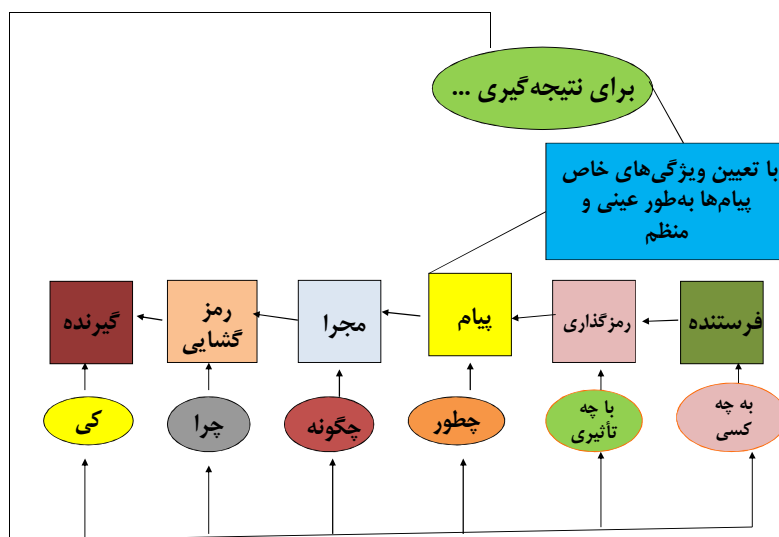 برای نتیجه‌گیری ...
با تعیین ویژگی‌های خاص
پیام‌ها به‌طور عینی و
منظم
فرستنده
رمزگذاری
پیام
مجرا
رمز
گشایی
گیرنده
به چه
کسی
با چه
تأثیری
چطور
چگونه
چرا
کی